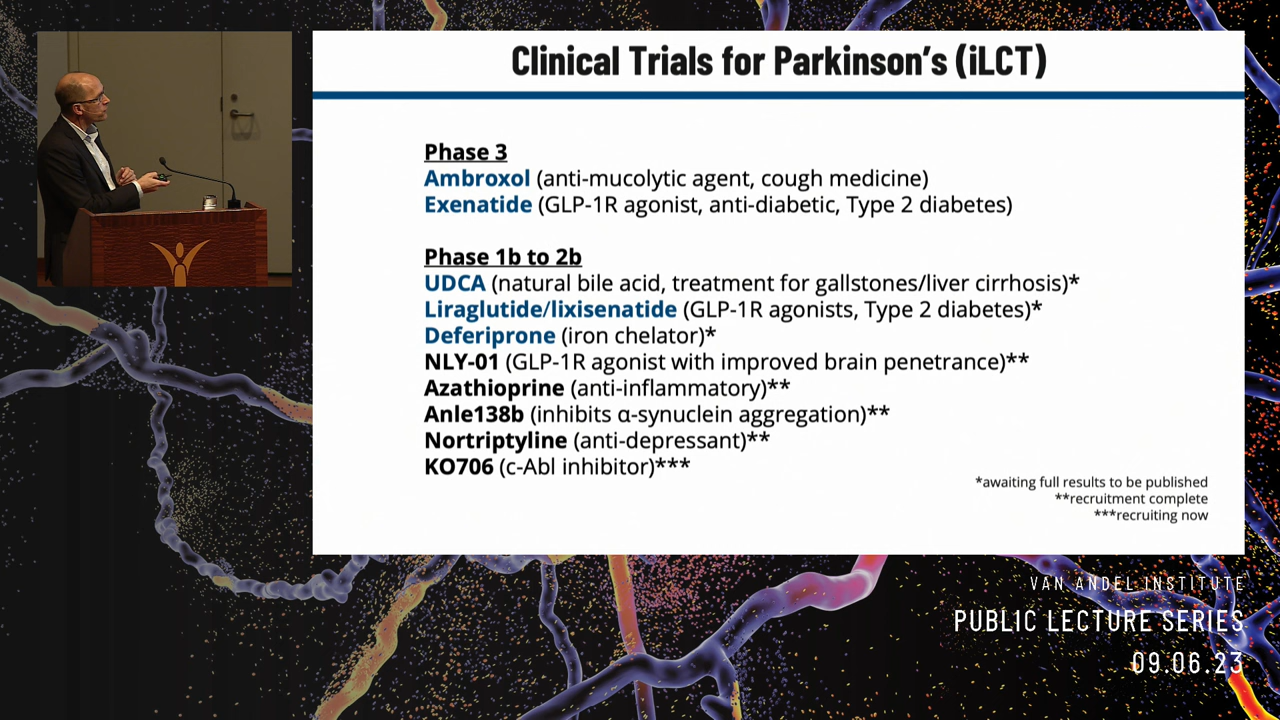 Clinical Trials for Parkinson's (iLCT)
Phase 3
Ambroxol (anti-mucolytic agent, cough medicine)
Exenatide (GLP-1R agonist, anti-diabetic, Type 2 diabetes)
Phase 1b to 2b
UDCA (natural bile acid, treatment for gallstones/liver cirrhosis)*
Liraglutide/lixisenatide (GLP-1R agonists, Type 2 diabetes)*
Deferiprone (iron chelator)*
NLY-01 (GLP-1R agonist with improved brain penetrance)**
Azathioprine (anti-inflammatory)**
Anle138b (inhibits α-synuclein aggregation)**
Nortriptyline (anti-depressant)**
KO706 (c-Abl inhibitor)***
*awaiting full results to be published
**recruitment complete
***recruiting now
VAN ANDEL INSTITUTE
PUBLIC LECTURE SERIES
09.06.23